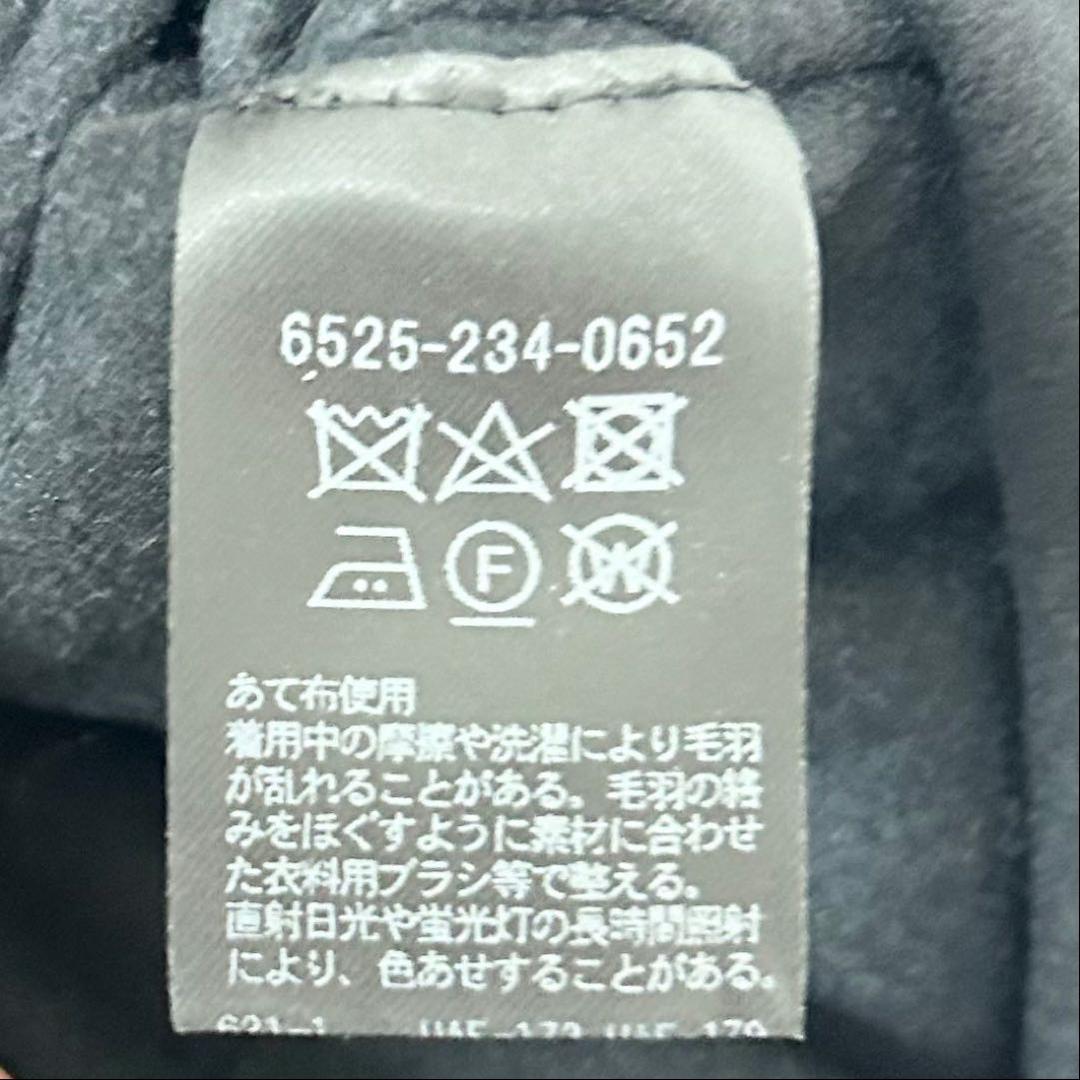 6525-234-0652
F
W
あて布使用
着用中の摩擦や洗濯により毛羽
が乱れることがある。毛羽の絡
みをほぐすように素材に合わせ
た衣料用ブラシ等で整える。
直射日光や蛍光灯の長時間照射
により、色あせすることがある。